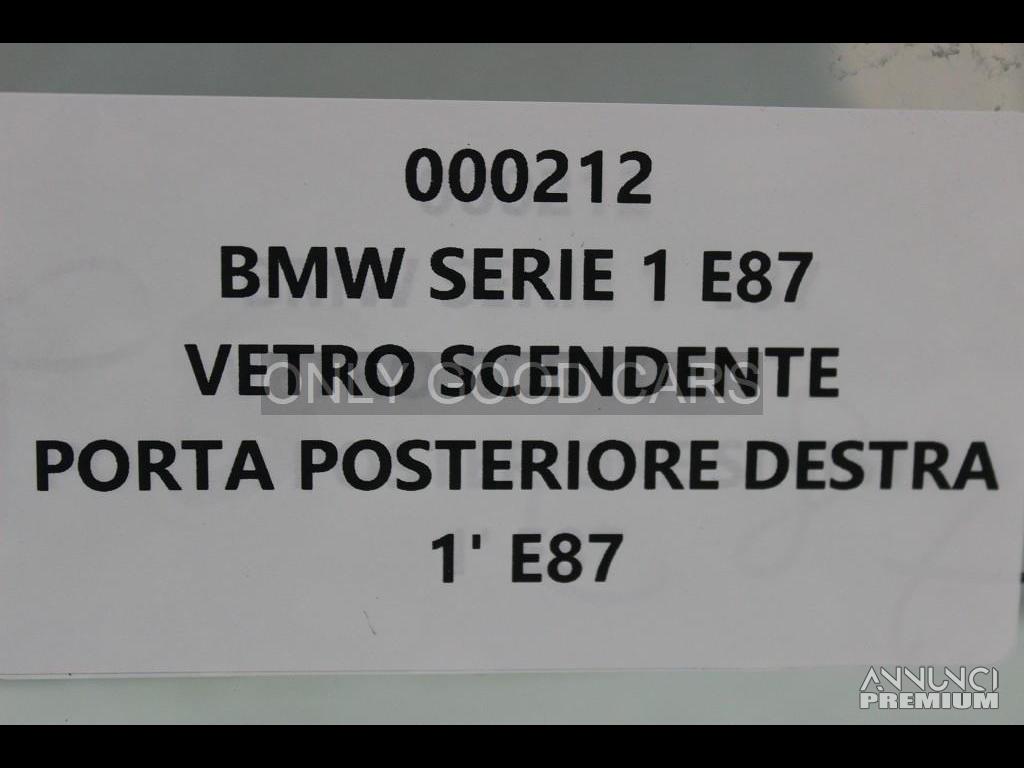 000212
BMW SERIE 1 E87
VETRO SCENDENTE
ONLY GOOD CARS
PORTA POSTERIORE DESTRA
1' E87
ANNUNCI
PREMIUM